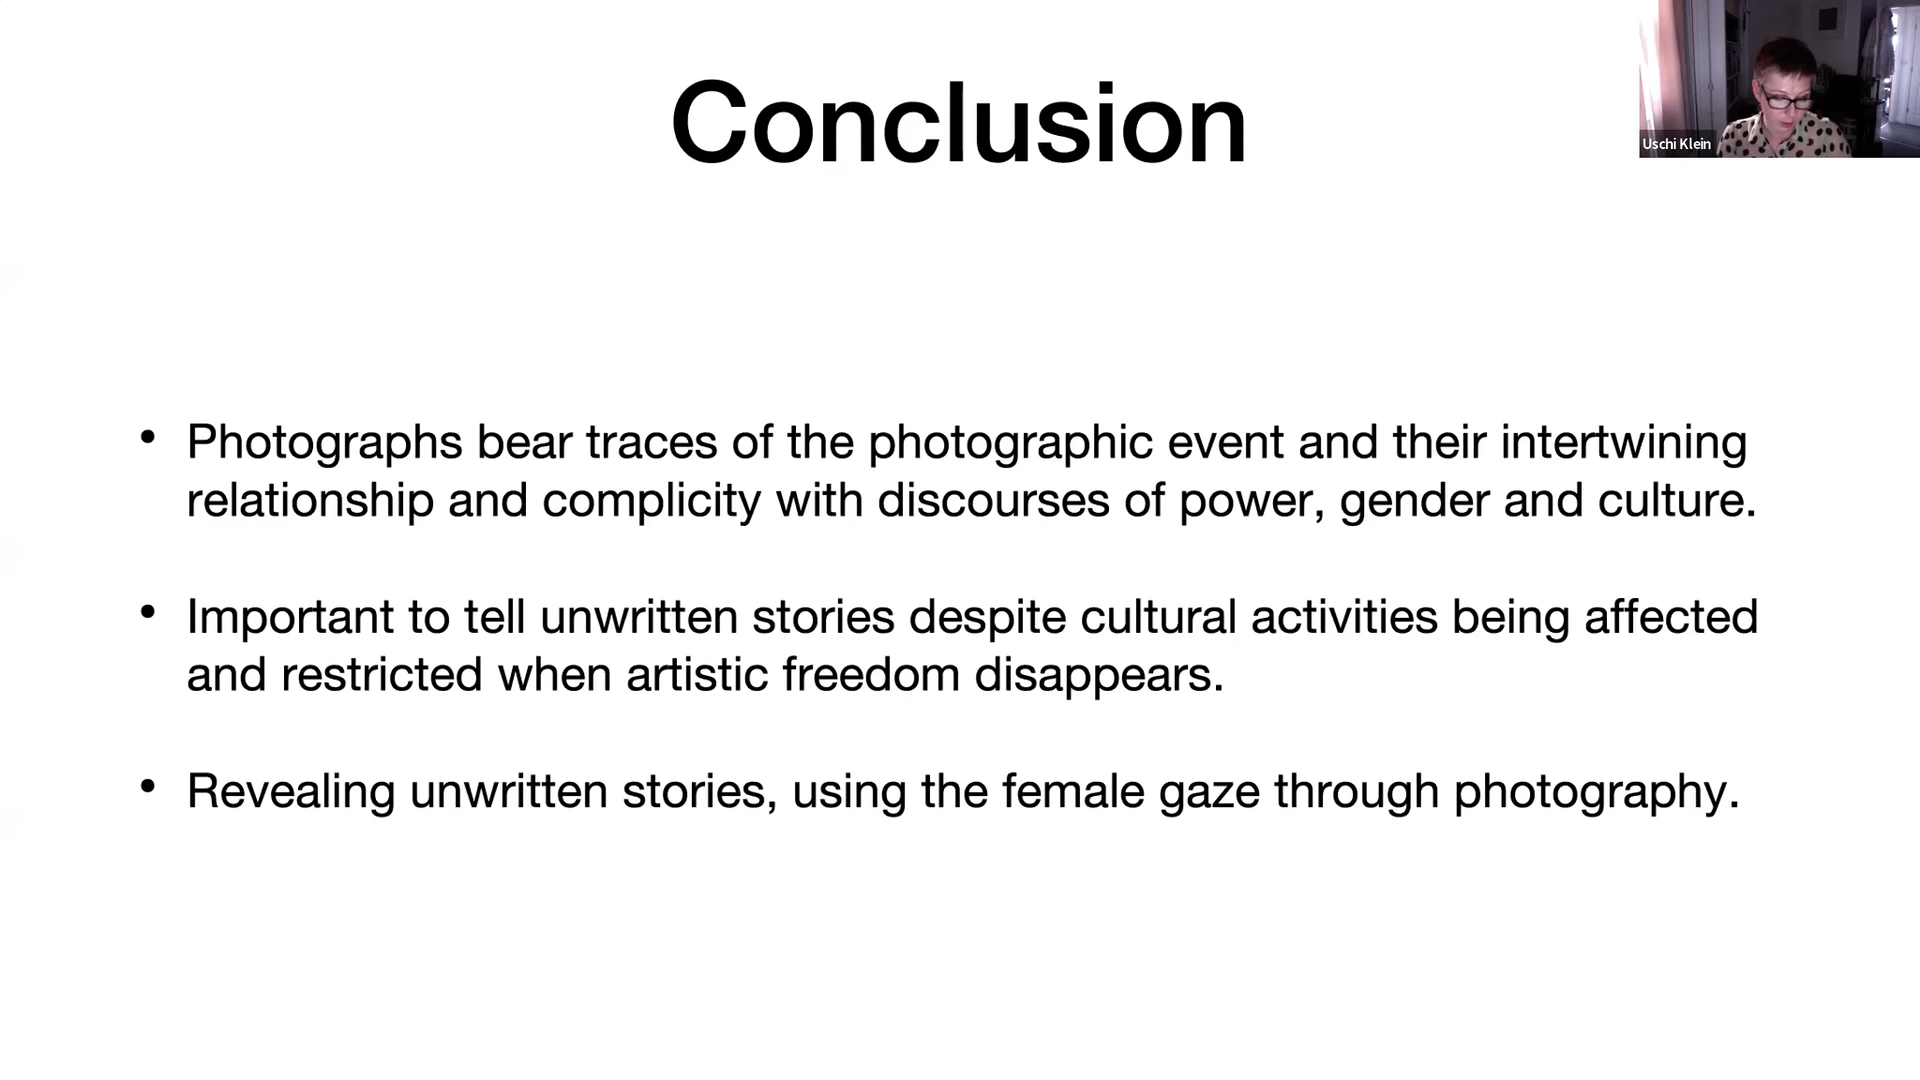 Conclusion
Uschi Klein
• Photographs bear traces of the photographic event and their intertwining
relationship and complicity with discourses of power, gender and culture.
• Important to tell unwritten stories despite cultural activities being affected
and restricted when artistic freedom disappears.
• Revealing unwritten stories, using the female gaze through photography.